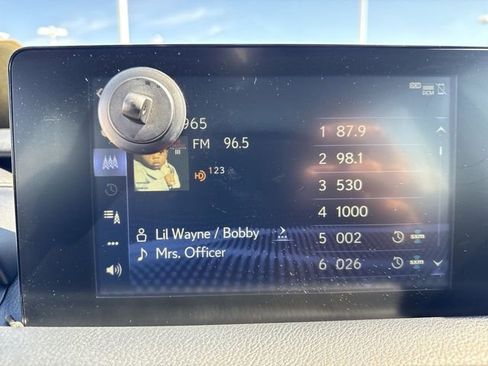 DCM
965
FM 96.5
123
1 87.9
2 98.1
3 530
4 1000
5 002
6 026
Lil Wayne / Bobby
Mrs. Officer